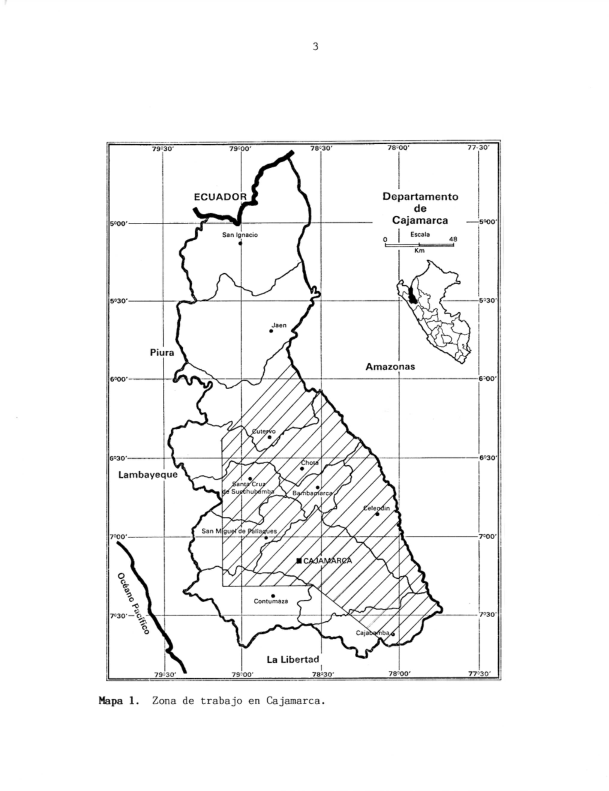 3
79°30'
79°00'
78°30'
78°00'
77°30'
ECUADOR
Departamento
de
Cajamarca
5°00'
5°00'
San Ignacio
Escala
0 48
Km
5°30'
5°30'
Jaen
Piura
Amazonas
6°00'
6°00'
Cutervo
6°30'
6°30'
Chota
Lambayeque
Santa Cruz
de Succhubamba
Bambamarca
Celendin
San Miguel de Pallaques
7°00'
7°00'
CAJAMARCA
Océano Pacífico
Contumaza
7°30'
7°30'
Cajabamba
La Libertad
79°30'
79°00'
78°30'
78°00'
77°30'
Mapa 1. Zona de trabajo en Cajamarca.